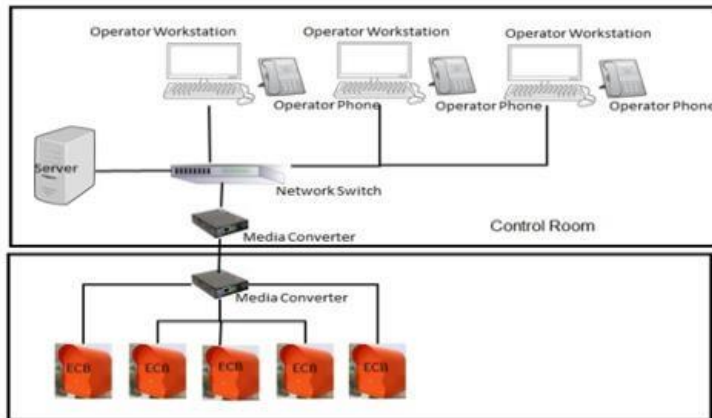 Operator Workstation
Operator Workstation
Operator Workstation
Operator Phone
Operator Phone
Operator Phone
Server
Network Switch
Media Converter
Control Room
Media Converter
ECB
ECB
ECB
ECB
ECB